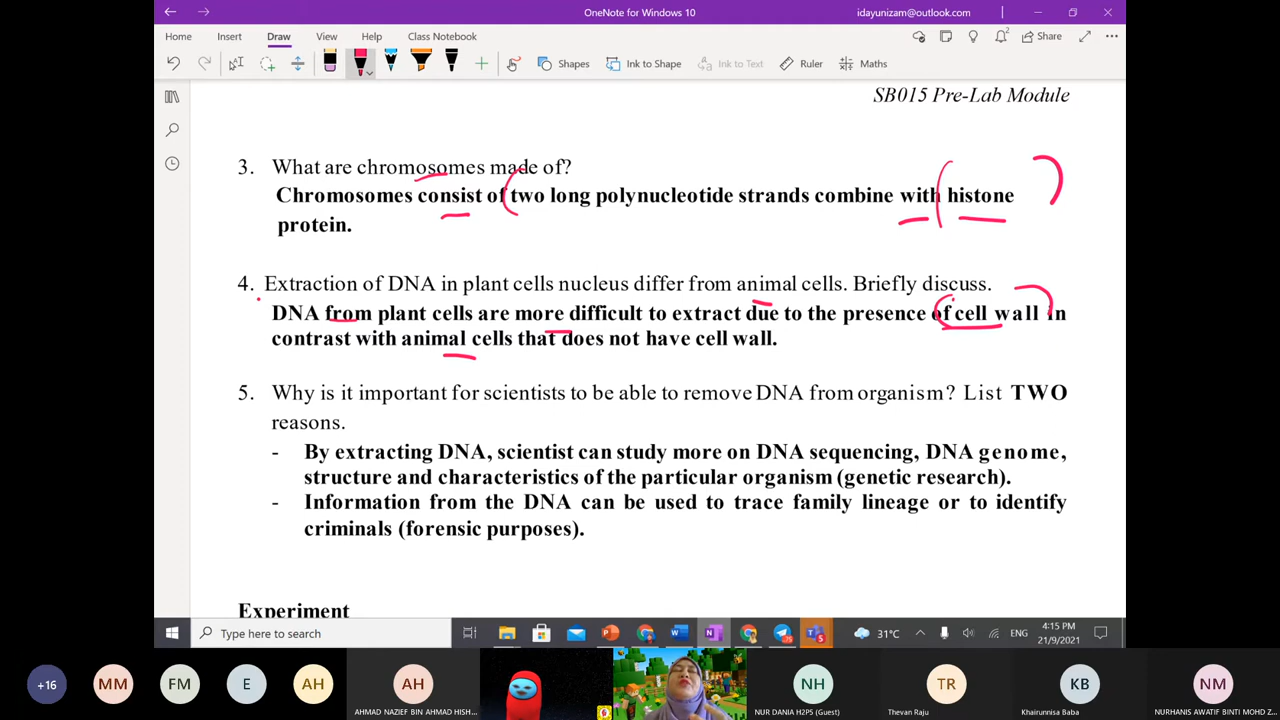 OneNote for Windows 10
idayunizam@outlook.com
Home Insert Draw View Help Class Notebook
Share
Shapes Ink to Shape Ink to Text Ruler Maths
SB015 Pre-Lab Module
3. What are chromosomes made of?
Chromosomes consist of two long polynucleotide strands combine with histone
protein.
4. Extraction of DNA in plant cells nucleus differ from animal cells. Briefly discuss.
DNA from plant cells are more difficult to extract due to the presence of cell wall in
contrast with animal cells that does not have cell wall.
5. Why is it important for scientists to be able to remove DNA from organism? List TWO
reasons.
- By extracting DNA, scientist can study more on DNA sequencing, DNA genome,
structure and characteristics of the particular organism (genetic research).
- Information from the DNA can be used to trace family lineage or to identify
criminals (forensic purposes).
Experiment
Type here to search
31°C
ENG
4:15 PM
21/9/2021
+16 MM FM E AH AH NH TR KB NM
AHMAD NAZIEF BIN AHMAD HISH...
NUR DANIA H2P5 (Guest)
Thevan Raju
Khairunnisa Baba
NURHANIS AWATIF BINTI MOHD Z...